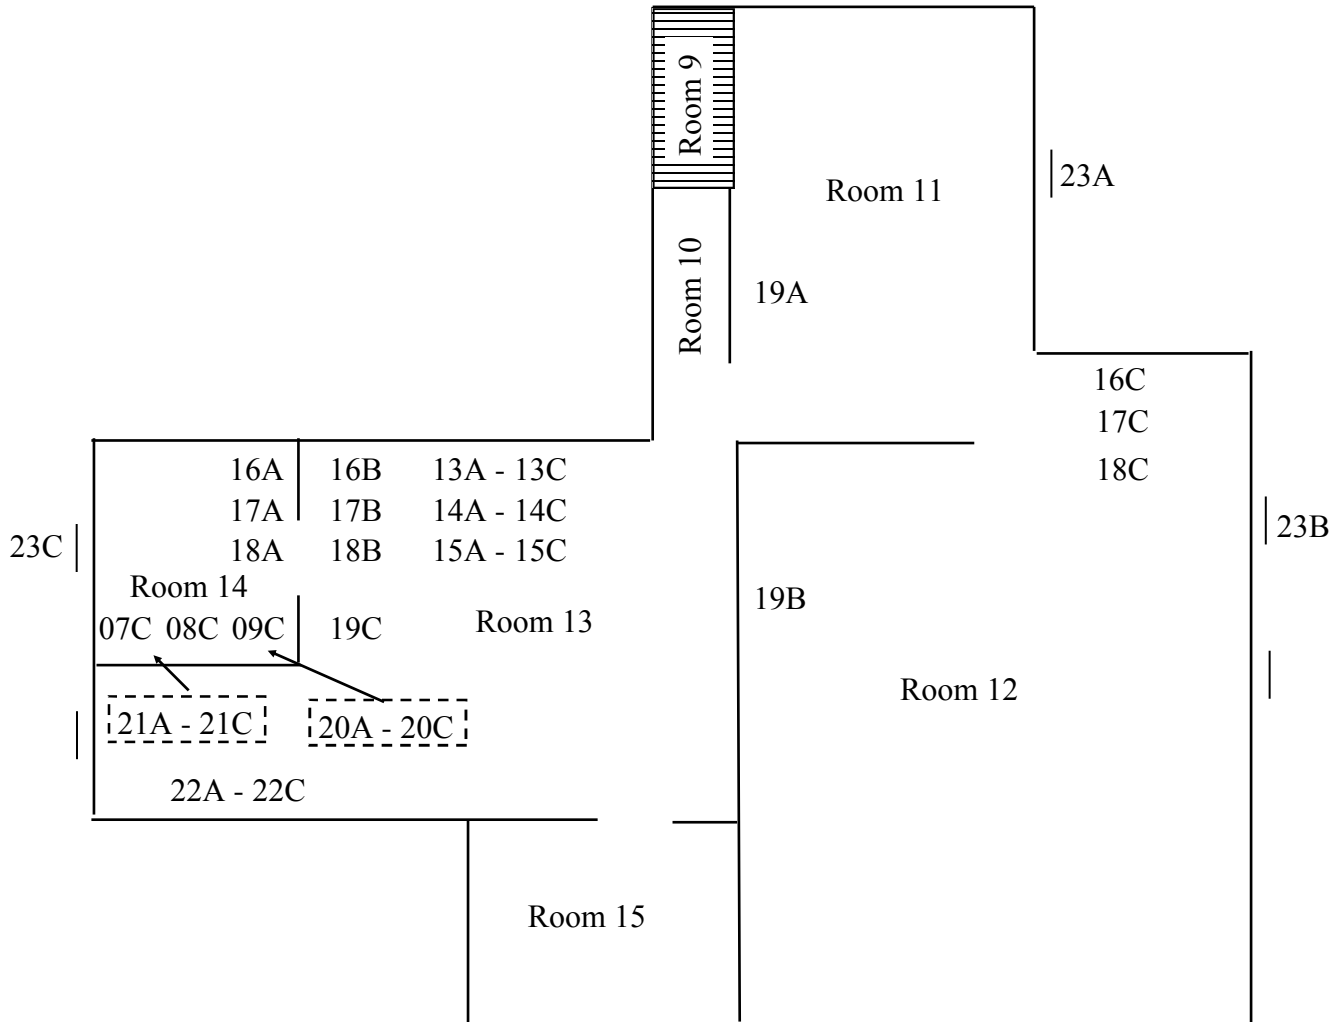 Room 9
23A
Room 11
Room 10
19A
16C
17C
18C
16A 16B 13A - 13C
17A 17B 14A - 14C
18A 18B 15A - 15C
23C
23B
Room 14
19B
07C 08C 09C 19C Room 13
Room 12
21A - 21C 20A - 20C
22A - 22C
Room 15